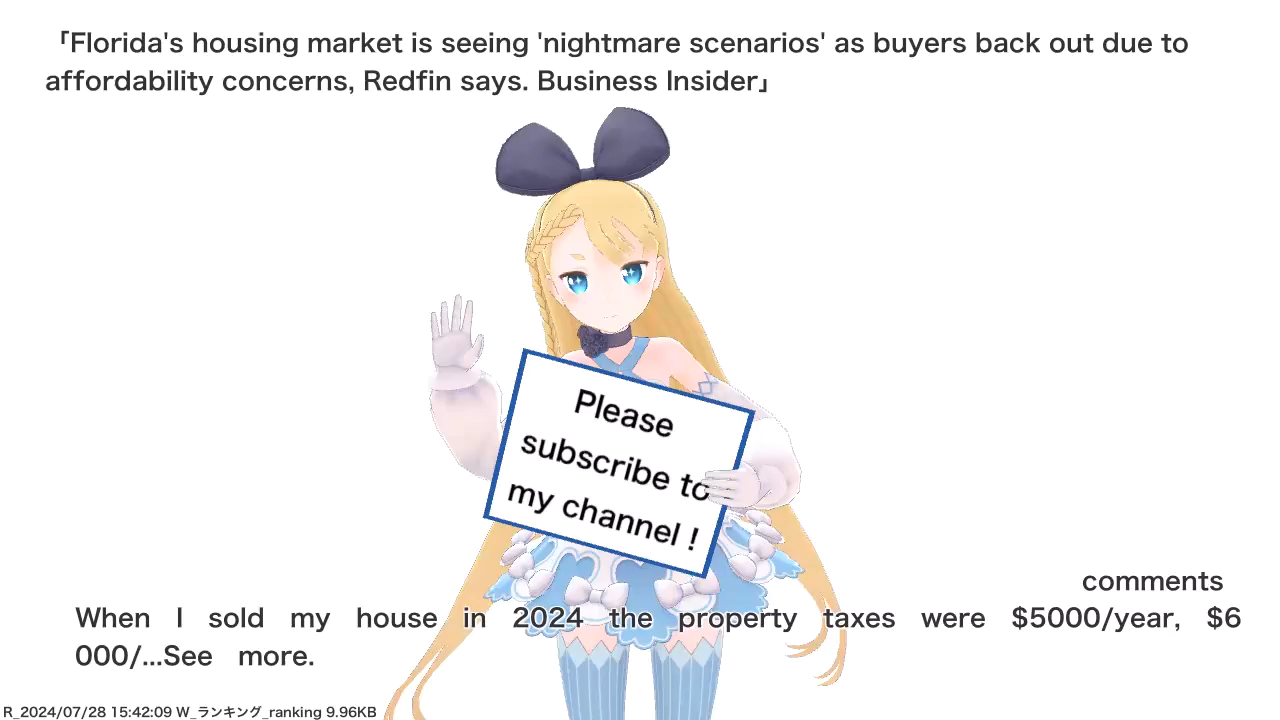 「Florida's housing market is seeing 'nightmare scenarios' as buyers back out due to
affordability concerns, Redfin says. Business Insider」
Please
subscribe to
my channel !
comments
When I sold my house in 2024 the property taxes were $5000/year, $6
000/...See more.
R_2024/07/28 15:42:09 W_ランキング_ranking 9.96KB